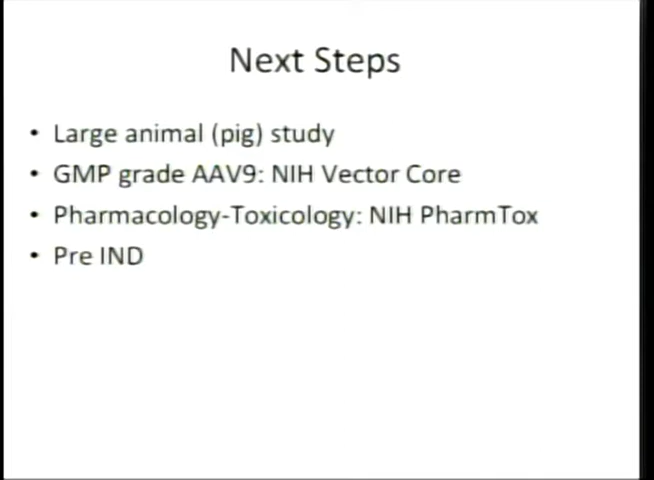 Next Steps
• Large animal (pig) study
• GMP grade AAV9: NIH Vector Core
• Pharmacology-Toxicology: NIH PharmTox
• Pre IND